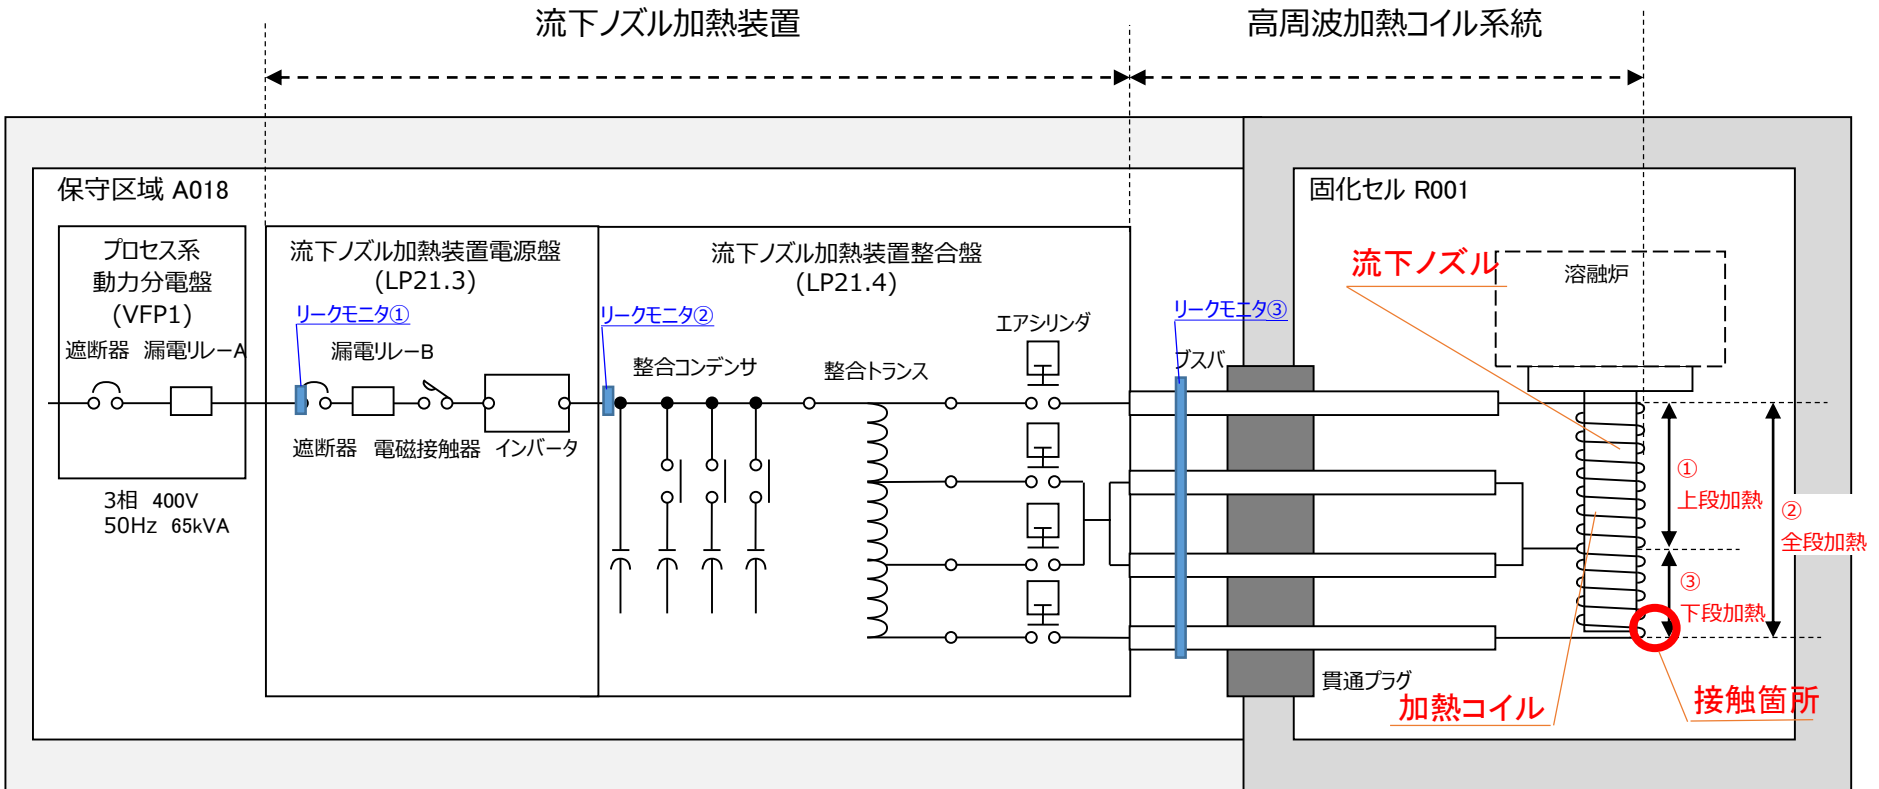 流下ノズル加熱装置
高周波加熱コイル系統
保守区域 A018
固化セル R001
プロセス系
動力分電盤
(VFP1)
遮断器 漏電リレーA
3相 400V
50Hz 65kVA
流下ノズル加熱装置電源盤
(LP21.3)
リークモニタ①
漏電リレーB
遮断器 電磁接触器 インバータ
流下ノズル加熱装置整合盤
(LP21.4)
リークモニタ②
整合コンデンサ
整合トランス
エアシリンダ
リークモニタ③
ブスバ
貫通プラグ
流下ノズル
溶融炉
①
上段加熱
②
全段加熱
③
下段加熱
加熱コイル
接触箇所